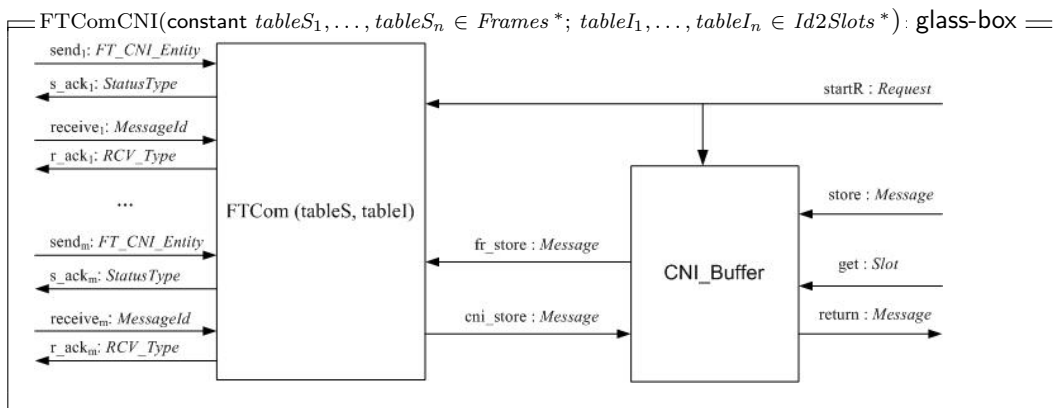 FTComCNI(constant tableS₁, . . . , tableSₙ ∈ Frames *; tableI₁, . . . , tableIₙ ∈ Id2Slots *) glass-box
send₁: FT_CNI_Entity
s_ack₁: StatusType
receive₁: MessageId
r_ack₁: RCV_Type
...
sendₘ: FT_CNI_Entity
s_ackₘ: StatusType
receiveₘ: MessageId
r_ackₘ: RCV_Type
FTCom (tableS, tableI)
startR : Request
fr_store : Message
cni_store : Message
CNI_Buffer
store : Message
get : Slot
return : Message